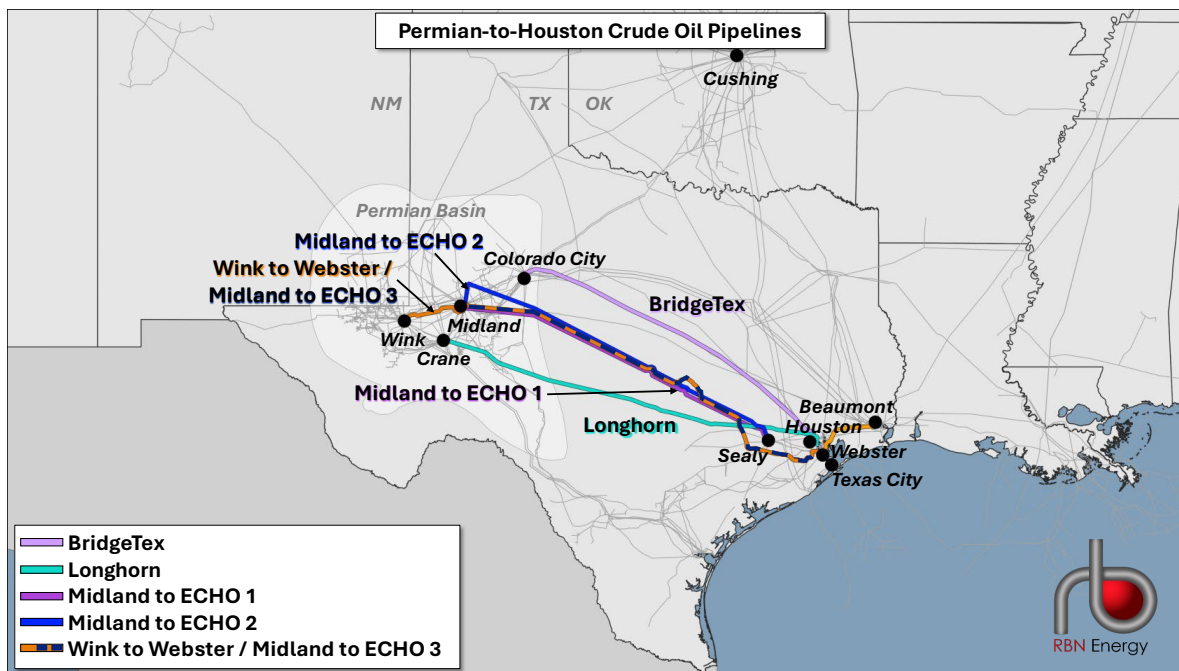 Permian-to-Houston Crude Oil Pipelines
Cushing
NM
TX
OK
Permian Basin
Midland to ECHO 2
Colorado City
Wink to Webster /
Midland to ECHO 3
BridgeTex
Midland
Wink
Crane
Midland to ECHO 1
Longhorn
Beaumont
Houston
Sealy
Webster
Texas City
BridgeTex
Longhorn
Midland to ECHO 1
Midland to ECHO 2
Wink to Webster / Midland to ECHO 3
RBN Energy